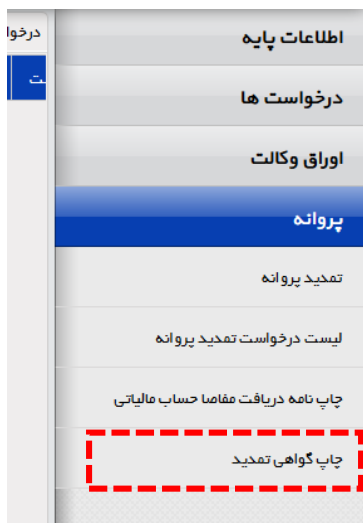 اطلاعات پایه
درخواست ها
اوراق وکالت
پروانه
تمدید پروانه
لیست درخواست تمدید پروانه
چاپ نامه دریافت مفاصا حساب مالیاتی
چاپ گواهی تمدید